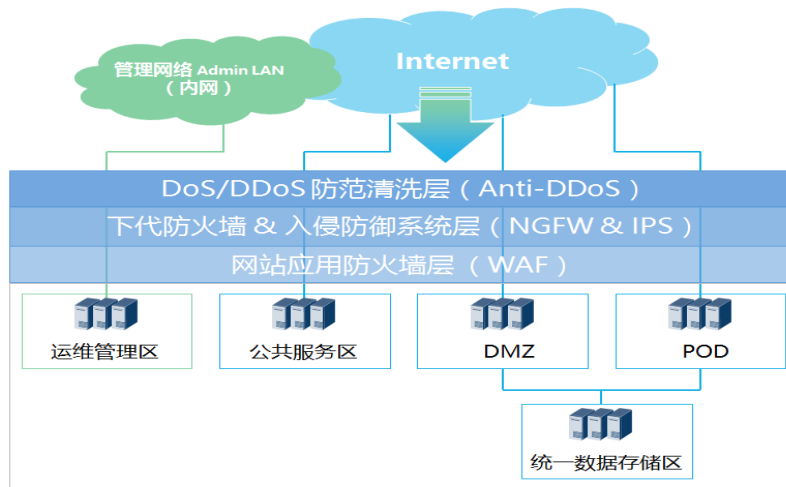 管理网络 Admin LAN
（内网）
Internet
DoS/DDoS 防范清洗层（Anti-DDoS）
下代防火墙 & 入侵防御系统层（NGFW & IPS）
网站应用防火墙层 （WAF）
运维管理区
公共服务区
DMZ
POD
统一数据存储区